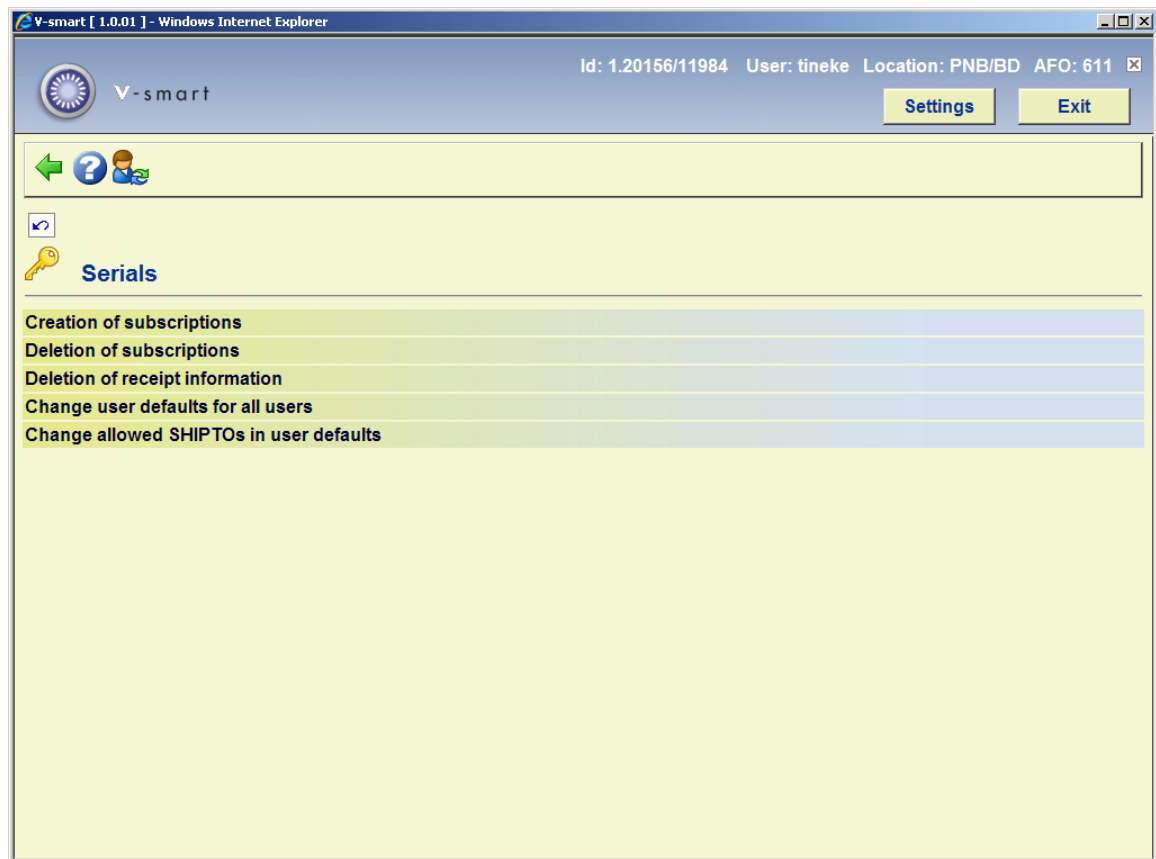 V-smart [ 1.0.01 ] - Windows Internet Explorer
Id: 1.20156/11984 User: tineke Location: PNB/BD AFO: 611
V-smart
Settings Exit
Serials
Creation of subscriptions
Deletion of subscriptions
Deletion of receipt information
Change user defaults for all users
Change allowed SHIPTOs in user defaults